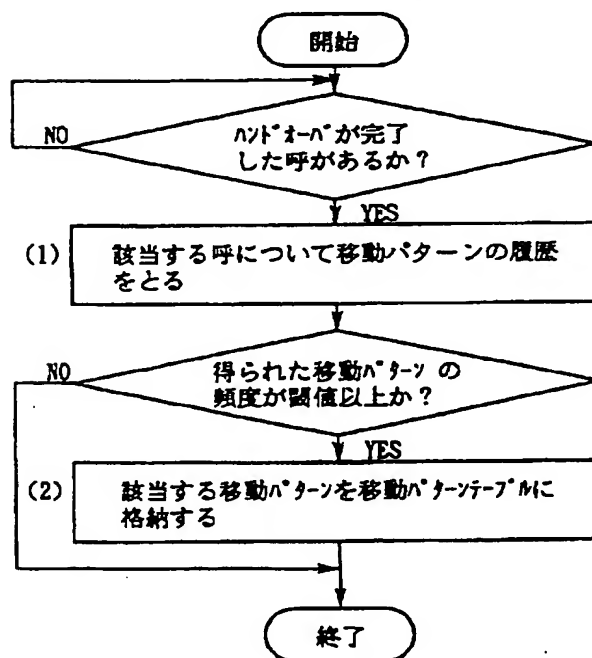 開始
NO
ﾊﾝﾄﾞｵｰﾊﾞが完了
した呼があるか?
YES
(1)
該当する呼について移動パターンの履歴
をとる
NO
得られた移動ﾊﾟﾀｰﾝの
頻度が閾値以上か?
YES
(2)
該当する移動ﾊﾟﾀｰﾝを移動ﾊﾟﾀｰﾝﾃｰﾌﾞﾙに
格納する
終了